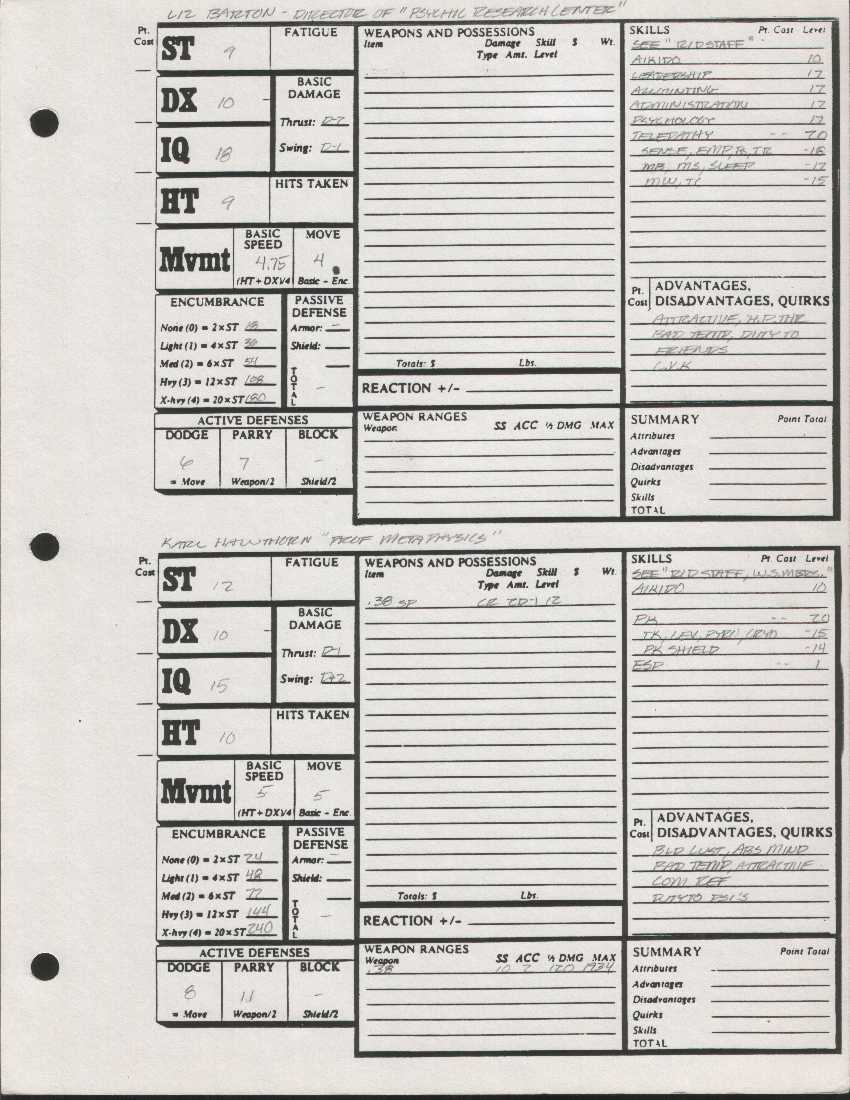 LIZ BARTON - DIRECTOR OF "PSYCHIC RESEARCH CENTER"
Pt. Cost
ST 9
FATIGUE
DX 10 -
BASIC DAMAGE
Thrust: D-2
Swing: D-1
IQ 18
HT 9
HITS TAKEN
Mvmt
BASIC SPEED 4.75
(HT + DX)/4
MOVE 4
Basic - Enc.
ENCUMBRANCE
None (0) = 2 x ST 18
Light (1) = 4 x ST 36
Med (2) = 6 x ST 54
Hvy (3) = 12 x ST 108
X-hvy (4) = 20 x ST 180
PASSIVE DEFENSE
Armor: -
Shield:
TOTAL -
ACTIVE DEFENSES
DODGE PARRY BLOCK
6 7 -
= Move Weapon/2 Shield/2
WEAPONS AND POSSESSIONS
Item Damage Skill $ Wt.
Type Amt. Level
Totals: $ Lbs.
REACTION +/-
WEAPON RANGES
Weapon SS ACC ½ DMG MAX
SKILLS Pt. Cost Level
SEE "RID STAFF"
AIKIDO 10
LEADERSHIP 17
ACCOUNTING 17
ADMINISTRATION 17
PSYCHOLOGY 17
TELEPATHY -- 20
SENSE, EMP, TR -18
MB, MS, SLEEP -17
MW, TC -15
Pt. Cost
ADVANTAGES,
DISADVANTAGES, QUIRKS
ATTRACTIVE, H.P. THR
BAD TEMP, DUTY TO
FRIENDS
SUMMARY Point Total
Attributes
Advantages
Disadvantages
Quirks
Skills
TOTAL
KARL HAWTHORN "PROF METAPHYSICS"
Pt. Cost
ST 12
FATIGUE
DX 10 -
BASIC DAMAGE
Thrust: D-1
Swing: D+2
IQ 15
HT 10
HITS TAKEN
Mvmt
BASIC SPEED 5
(HT + DX)/4
MOVE 5
Basic - Enc.
ENCUMBRANCE
None (0) = 2 x ST 24
Light (1) = 4 x ST 48
Med (2) = 6 x ST 72
Hvy (3) = 12 x ST 144
X-hvy (4) = 20 x ST 240
PASSIVE DEFENSE
Armor:
Shield:
TOTAL -
ACTIVE DEFENSES
DODGE PARRY BLOCK
8 11 -
= Move Weapon/2 Shield/2
WEAPONS AND POSSESSIONS
Item Damage Skill $ Wt.
Type Amt. Level
.38 SP CR 2D-1 12
Totals: $ Lbs.
REACTION +/-
WEAPON RANGES
Weapon SS ACC ½ DMG MAX
.38 10 2 120 1934
SKILLS Pt. Cost Level
SEE "RID STAFF, W.S. MBRS."
AIKIDO 10
PK -- 20
TK, LEV, PYRO, CRYO -15
PK SHIELD -14
ESP -- 1
Pt. Cost
ADVANTAGES,
DISADVANTAGES, QUIRKS
BLD LUST, ABS MIND
BAD TEMP, ATTRACTIVE
COM REF
DUTY TO PSI'S
SUMMARY Point Total
Attributes
Advantages
Disadvantages
Quirks
Skills
TOTAL